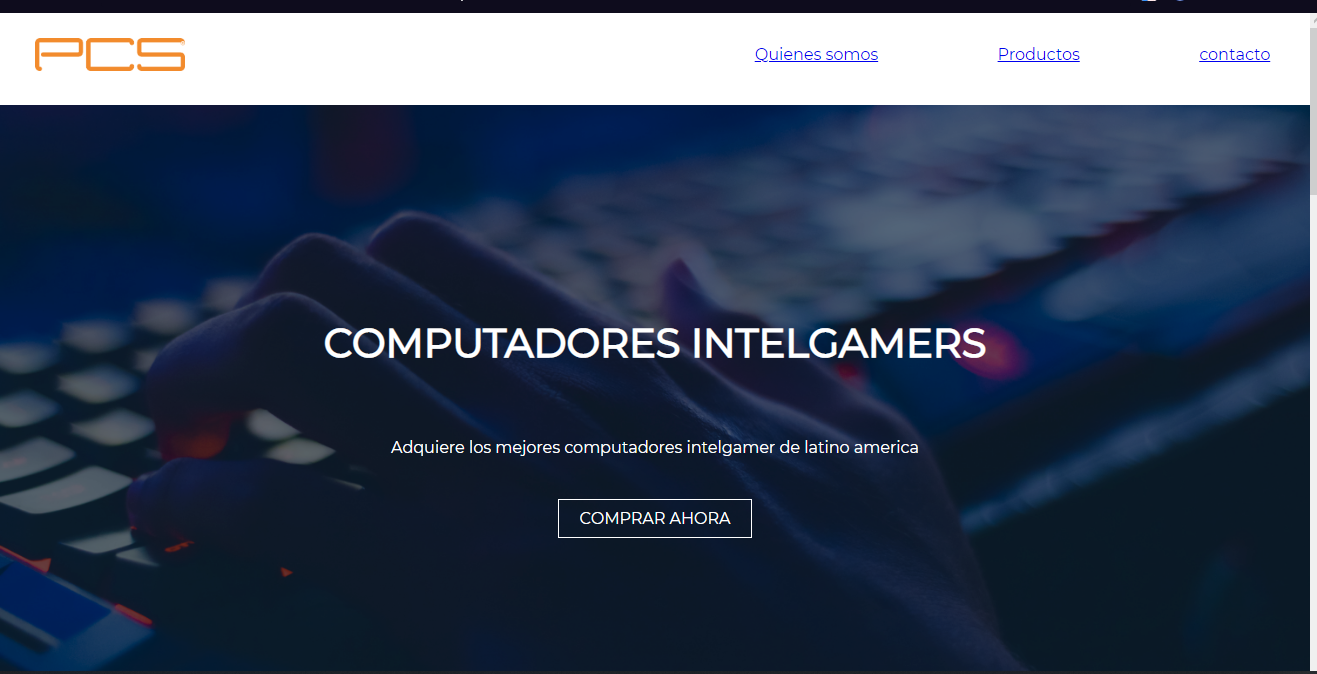 PCS
Quienes somos
Productos
contacto
COMPUTADORES INTELGAMERS
Adquiere los mejores computadores intelgamer de latino america
COMPRAR AHORA